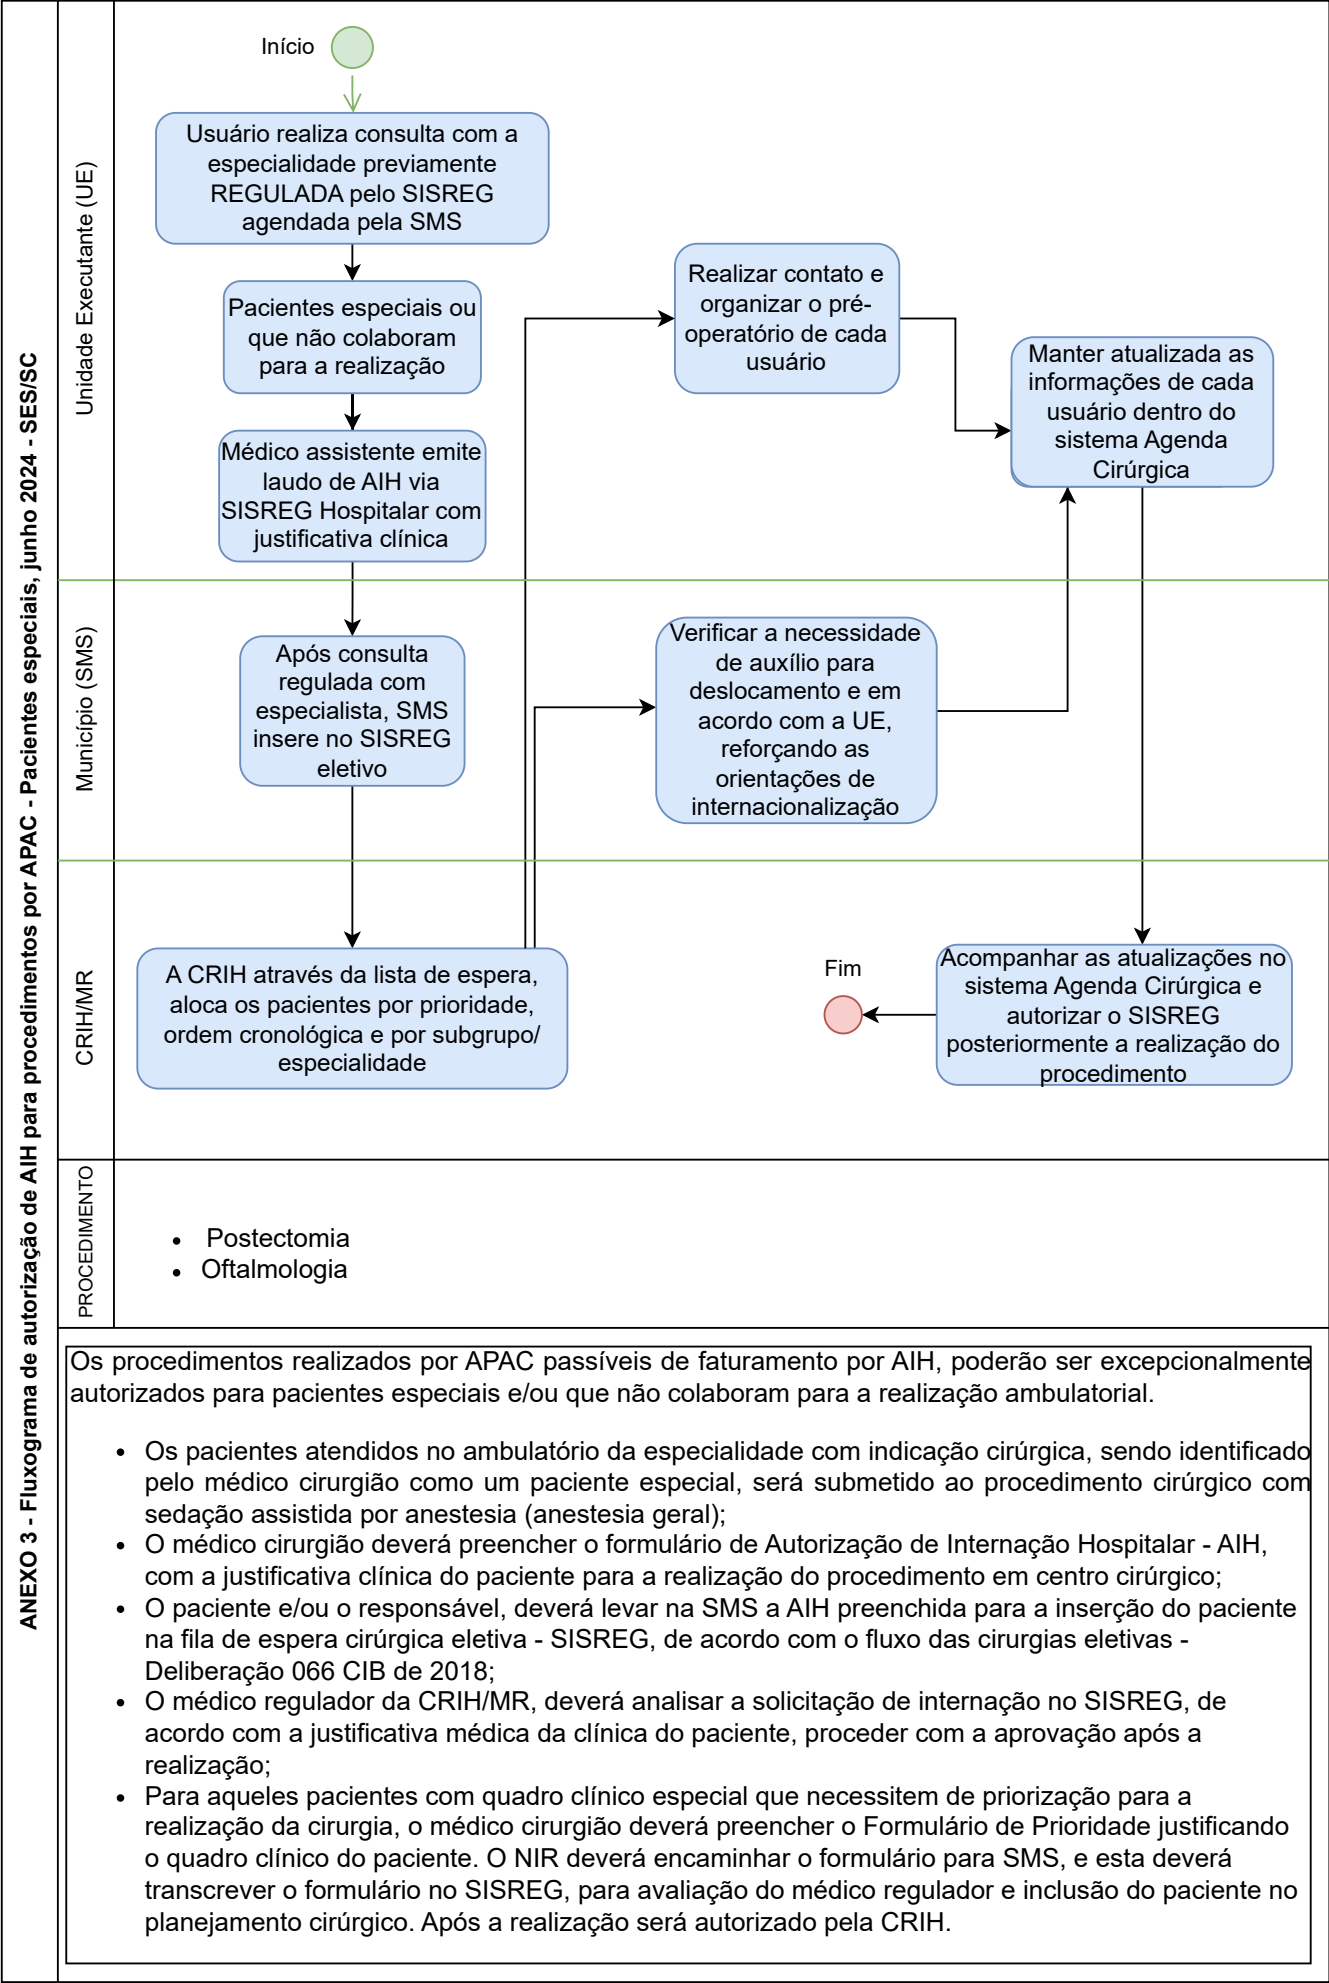 ANEXO 3 - Fluxograma de autorização de AIH para procedimentos por APAC - Pacientes especiais, junho 2024 - SES/SC
Unidade Executante (UE)
Início
Usuário realiza consulta com a
especialidade previamente
REGULADA pelo SISREG
agendada pela SMS
Pacientes especiais ou
que não colaboram
para a realização
Médico assistente emite
laudo de AIH via
SISREG Hospitalar com
justificativa clínica
Realizar contato e
organizar o pré-
operatório de cada
usuário
Manter atualizada as
informações de cada
usuário dentro do
sistema Agenda
Cirúrgica
Município (SMS)
Após consulta
regulada com
especialista, SMS
insere no SISREG
eletivo
Verificar a necessidade
de auxílio para
deslocamento e em
acordo com a UE,
reforçando as
orientações de
internacionalização
CRIH/MR
A CRIH através da lista de espera,
aloca os pacientes por prioridade,
ordem cronológica e por subgrupo/
especialidade
Fim
Acompanhar as atualizações no
sistema Agenda Cirúrgica e
autorizar o SISREG
posteriormente a realização do
procedimento
PROCEDIMENTO
• Postectomia
• Oftalmologia
Os procedimentos realizados por APAC passíveis de faturamento por AIH, poderão ser excepcionalmente
autorizados para pacientes especiais e/ou que não colaboram para a realização ambulatorial.
• Os pacientes atendidos no ambulatório da especialidade com indicação cirúrgica, sendo identificado
pelo médico cirurgião como um paciente especial, será submetido ao procedimento cirúrgico com
sedação assistida por anestesia (anestesia geral);
• O médico cirurgião deverá preencher o formulário de Autorização de Internação Hospitalar - AIH,
com a justificativa clínica do paciente para a realização do procedimento em centro cirúrgico;
• O paciente e/ou o responsável, deverá levar na SMS a AIH preenchida para a inserção do paciente
na fila de espera cirúrgica eletiva - SISREG, de acordo com o fluxo das cirurgias eletivas -
Deliberação 066 CIB de 2018;
• O médico regulador da CRIH/MR, deverá analisar a solicitação de internação no SISREG, de
acordo com a justificativa médica da clínica do paciente, proceder com a aprovação após a
realização;
• Para aqueles pacientes com quadro clínico especial que necessitem de priorização para a
realização da cirurgia, o médico cirurgião deverá preencher o Formulário de Prioridade justificando
o quadro clínico do paciente. O NIR deverá encaminhar o formulário para SMS, e esta deverá
transcrever o formulário no SISREG, para avaliação do médico regulador e inclusão do paciente no
planejamento cirúrgico. Após a realização será autorizado pela CRIH.